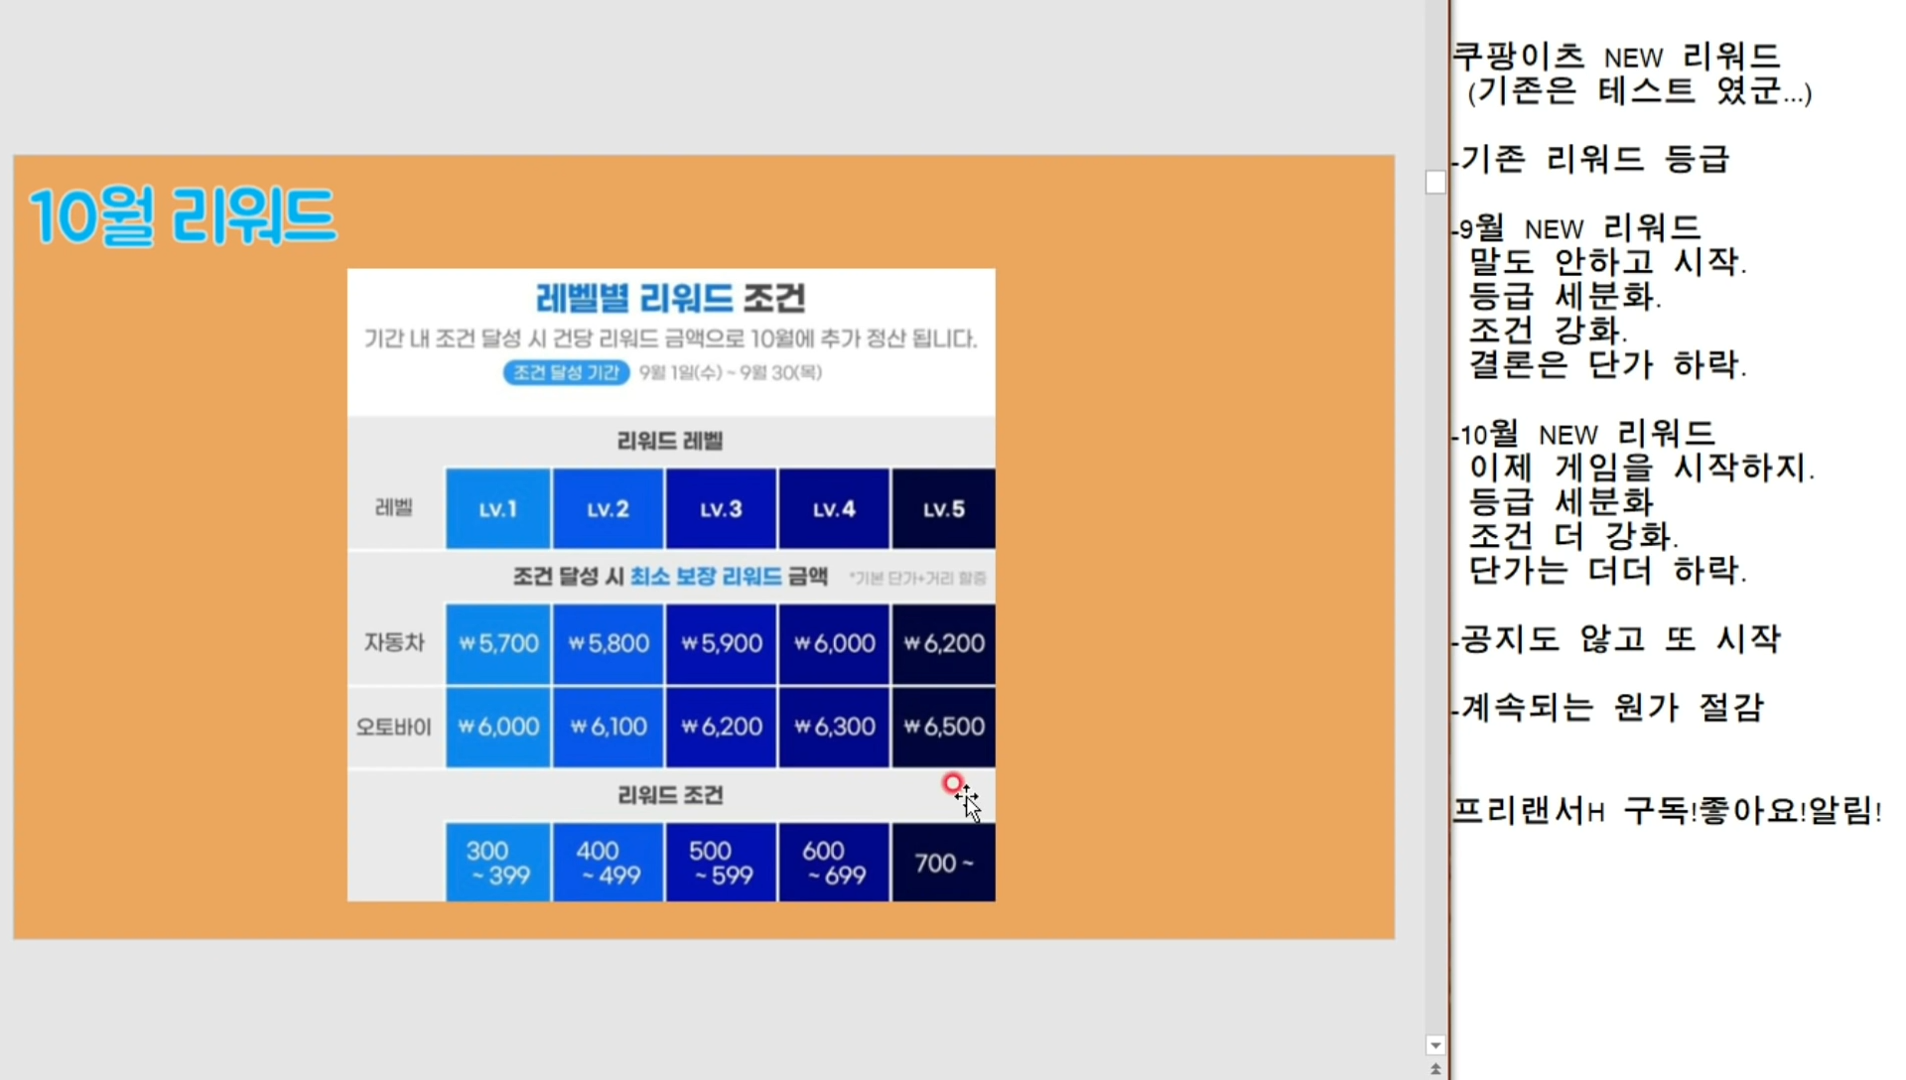 10월 리워드
레벨별 리워드 조건
기간 내 조건 달성 시 건당 리워드 금액으로 10월에 추가 정산 됩니다.
조건 달성 기간 9월 1일(수) ~ 9월 30(목)
리워드 레벨
레벨 LV.1 LV.2 LV.3 LV.4 LV.5
조건 달성 시 최소 보장 리워드 금액 *기본 단가+거리 할증
자동차 ₩5,700 ₩5,800 ₩5,900 ₩6,000 ₩6,200
오토바이 ₩6,000 ₩6,100 ₩6,200 ₩6,300 ₩6,500
리워드 조건
300 ~ 399 400 ~ 499 500 ~ 599 600 ~ 699 700 ~
쿠팡이츠 NEW 리워드
(기존은 테스트 였군...)
-기존 리워드 등급
-9월 NEW 리워드
말도 안하고 시작.
등급 세분화.
조건 강화.
결론은 단가 하락.
-10월 NEW 리워드
이제 게임을 시작하지.
등급 세분화
조건 더 강화.
단가는 더더 하락.
-공지도 않고 또 시작
-계속되는 원가 절감
프리랜서H 구독!좋아요!알림!